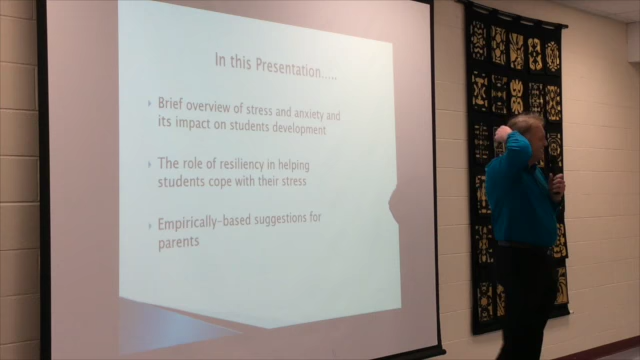 In this Presentation.....
Brief overview of stress and anxiety and
its impact on students development
The role of resiliency in helping
students cope with their stress
Empirically-based suggestions for
parents